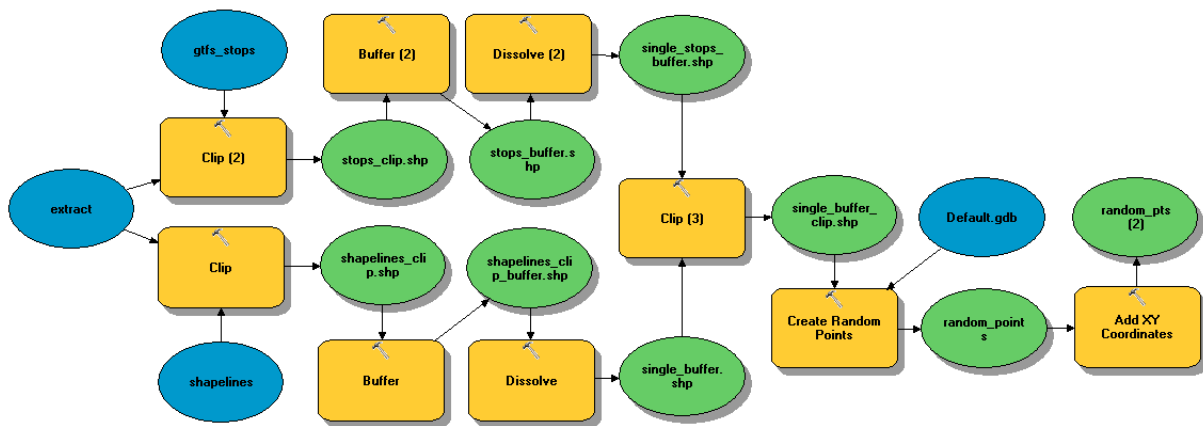 gtfs_stops
Buffer (2)
Dissolve (2)
single_stops_
buffer.shp
Clip (2)
stops_clip.shp
stops_buffer.s
hp
extract
Clip (3)
single_buffer_
clip.shp
Default.gdb
random_pts
(2)
Clip
shapelines_cli
p.shp
shapelines_cli
p_buffer.shp
Create Random
Points
random_point
s
Add XY
Coordinates
shapelines
Buffer
Dissolve
single_buffer.
shp